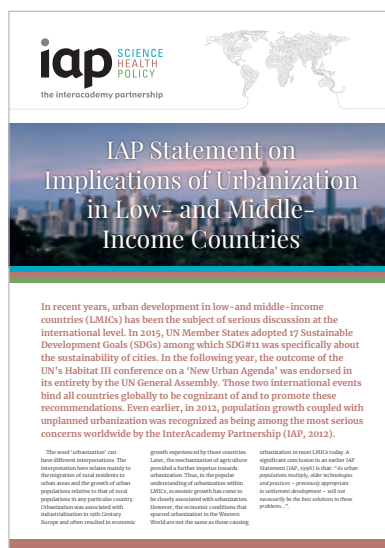 iap SCIENCE
HEALTH
POLICY
the interacademy partnership
IAP Statement on
Implications of Urbanization
in Low- and Middle-
Income Countries
In recent years, urban development in low-and middle-income
countries (LMICs) has been the subject of serious discussion at the
international level. In 2015, UN Member States adopted 17 Sustainable
Development Goals (SDGs) among which SDG#11 was specifically about
the sustainability of cities. In the following year, the outcome of the
UN's Habitat III conference on a 'New Urban Agenda' was endorsed in
its entirety by the UN General Assembly. Those two international events
bind all countries globally to be cognizant of and to promote these
recommendations. Even earlier, in 2012, population growth coupled with
unplanned urbanization was recognized as being among the most serious
concerns worldwide by the InterAcademy Partnership (IAP, 2012).
The word 'urbanization' can
have different interpretations. The
interpretation here relates mainly to
the migration of rural residents to
urban areas and the growth of urban
populations relative to that of rural
populations in any particular country.
Urbanization was associated with
industrialization in 19th Century
Europe and often resulted in economic
growth experienced by those countries.
Later, the mechanization of agriculture
provided a further impetus towards
urbanization. Thus, in the popular
understanding of urbanization within
LMICs, economic growth has come to
be closely associated with urbanization.
However, the economic conditions that
spurred urbanization in the Western
World are not the same as those causing
urbanization in most LMICs today. A
significant conclusion in an earlier IAP
Statement (IAP, 1996) is that: "As urban
populations multiply, older technologies
and practices – previously appropriate
to settlement development – will not
necessarily be the best solutions to these
problems...".